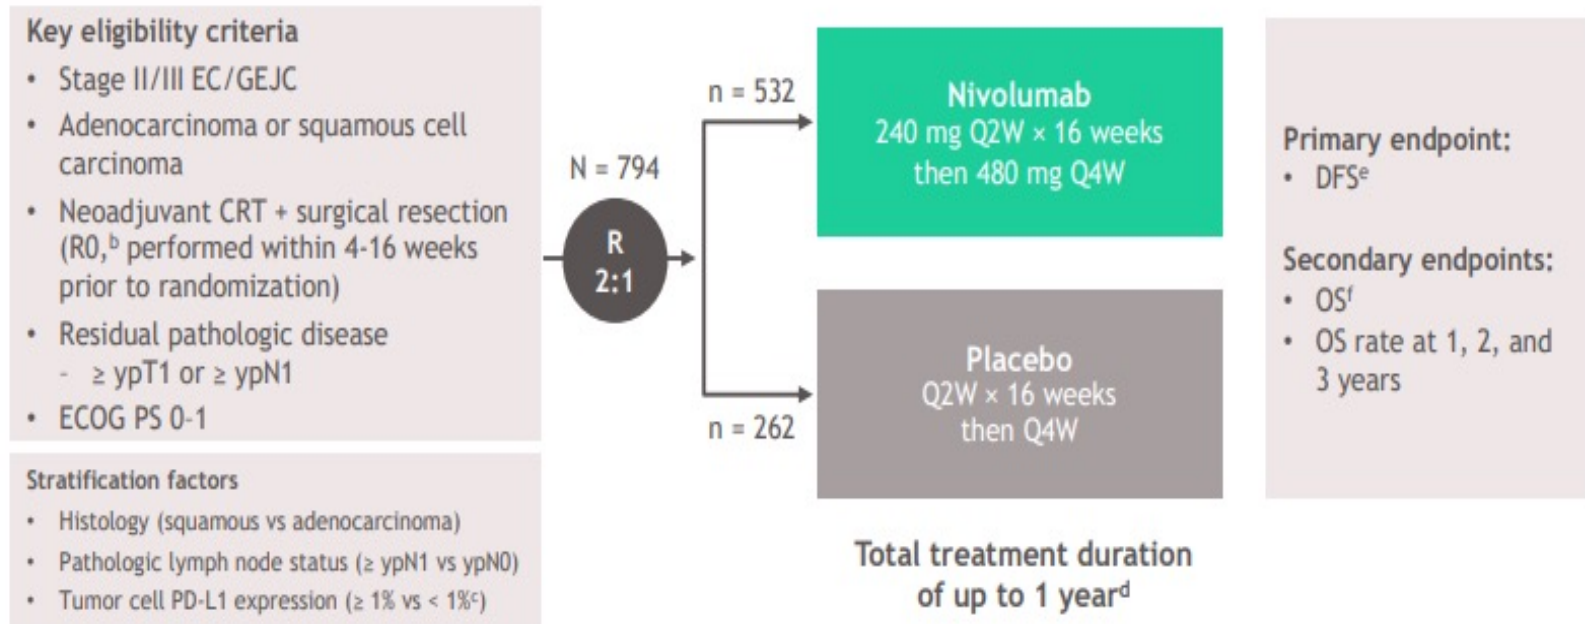 Key eligibility criteria
• Stage II/III EC/GEJC
• Adenocarcinoma or squamous cell
carcinoma
• Neoadjuvant CRT + surgical resection
(R0,ᵇ performed within 4-16 weeks
prior to randomization)
• Residual pathologic disease
- ≥ ypT1 or ≥ ypN1
• ECOG PS 0-1
Stratification factors
• Histology (squamous vs adenocarcinoma)
• Pathologic lymph node status (≥ ypN1 vs ypN0)
• Tumor cell PD-L1 expression (≥ 1% vs < 1%ᶜ)
N = 794
R
2:1
n = 532
Nivolumab
240 mg Q2W × 16 weeks
then 480 mg Q4W
n = 262
Placebo
Q2W × 16 weeks
then Q4W
Total treatment duration
of up to 1 yearᵈ
Primary endpoint:
• DFSᵉ
Secondary endpoints:
• OSᶠ
• OS rate at 1, 2, and
3 years